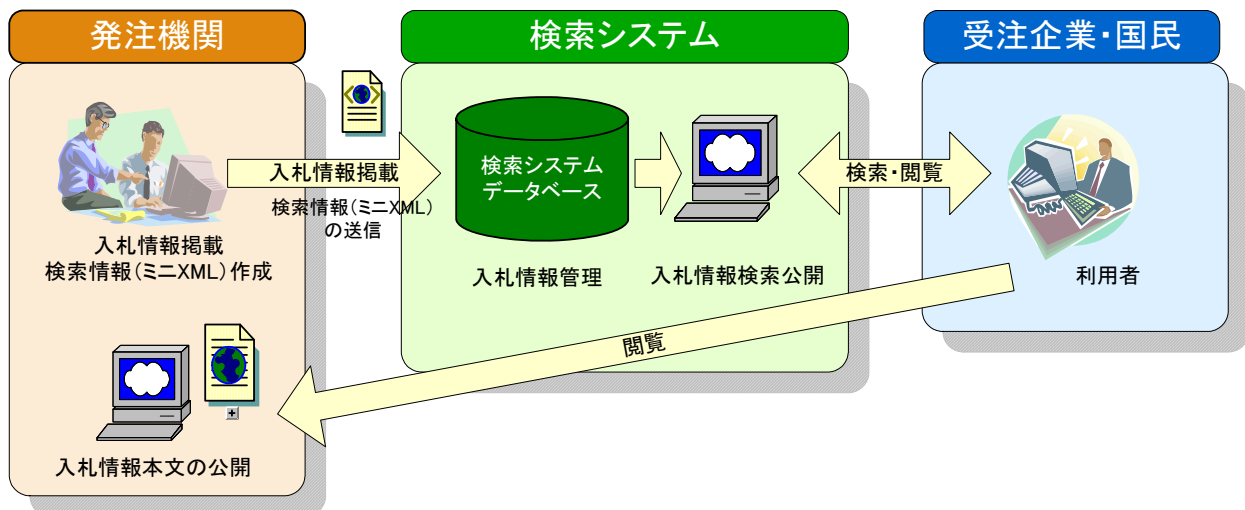 発注機関
検索システム
受注企業・国民
入札情報掲載
検索情報(ミニXML)作成
入札情報掲載
検索情報(ミニXML)
の送信
検索システム
データベース
入札情報管理
入札情報検索公開
検索・閲覧
利用者
閲覧
入札情報本文の公開